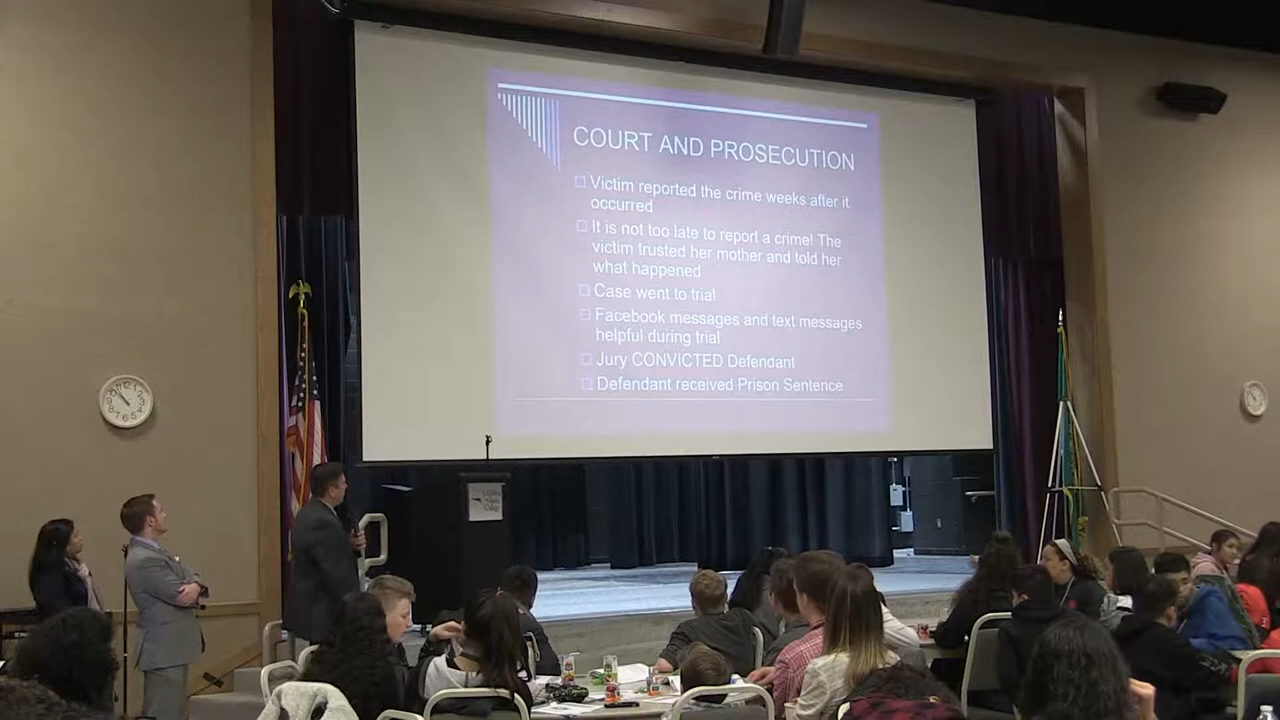 COURT AND PROSECUTION
Victim reported the crime weeks after it
occurred
It is not too late to report a crime! The
victim trusted her mother and told her
what happened
Case went to trial
Facebook messages and text messages
helpful during trial
Jury CONVICTED Defendant
Defendant received Prison Sentence